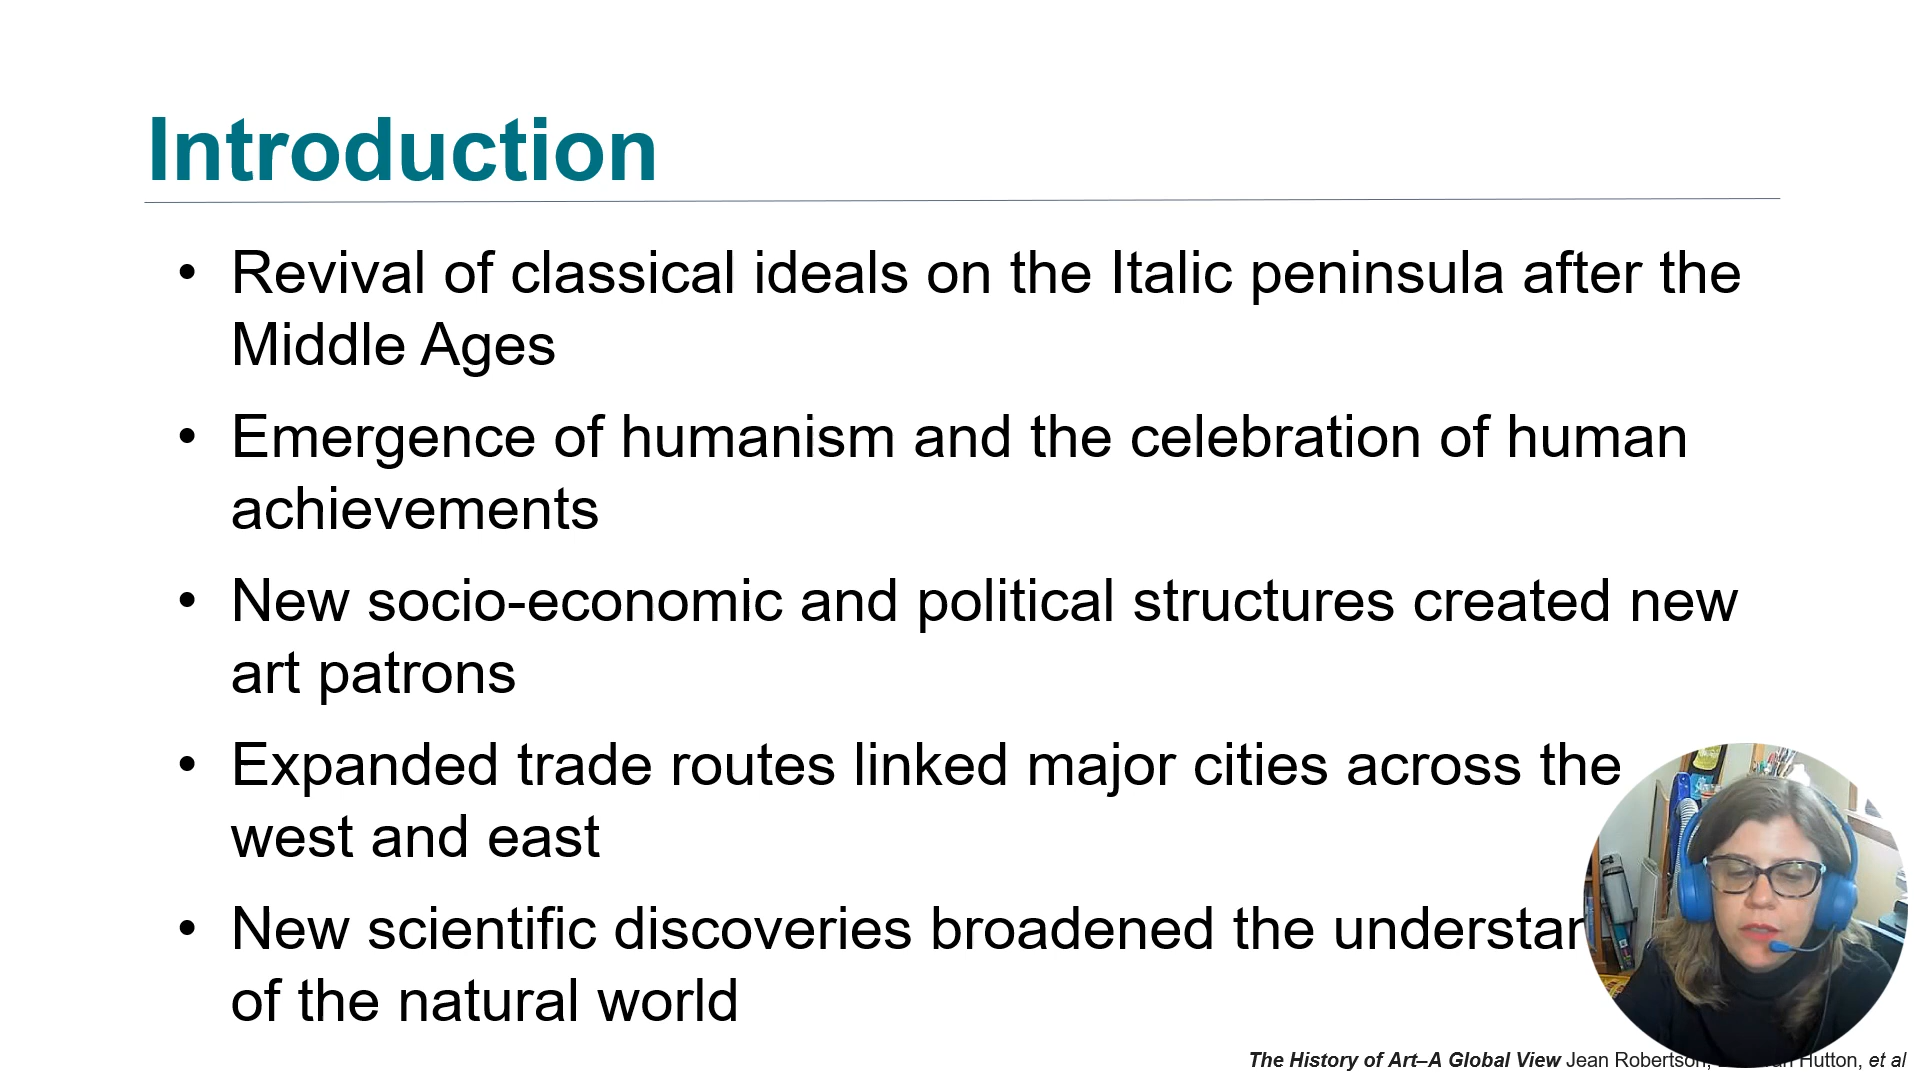 Introduction
• Revival of classical ideals on the Italic peninsula after the
Middle Ages
• Emergence of humanism and the celebration of human
achievements
• New socio-economic and political structures created new
art patrons
• Expanded trade routes linked major cities across the
west and east
• New scientific discoveries broadened the
of the natural world
The History of Art–A Global View Jean Robertson, Hutton, et al